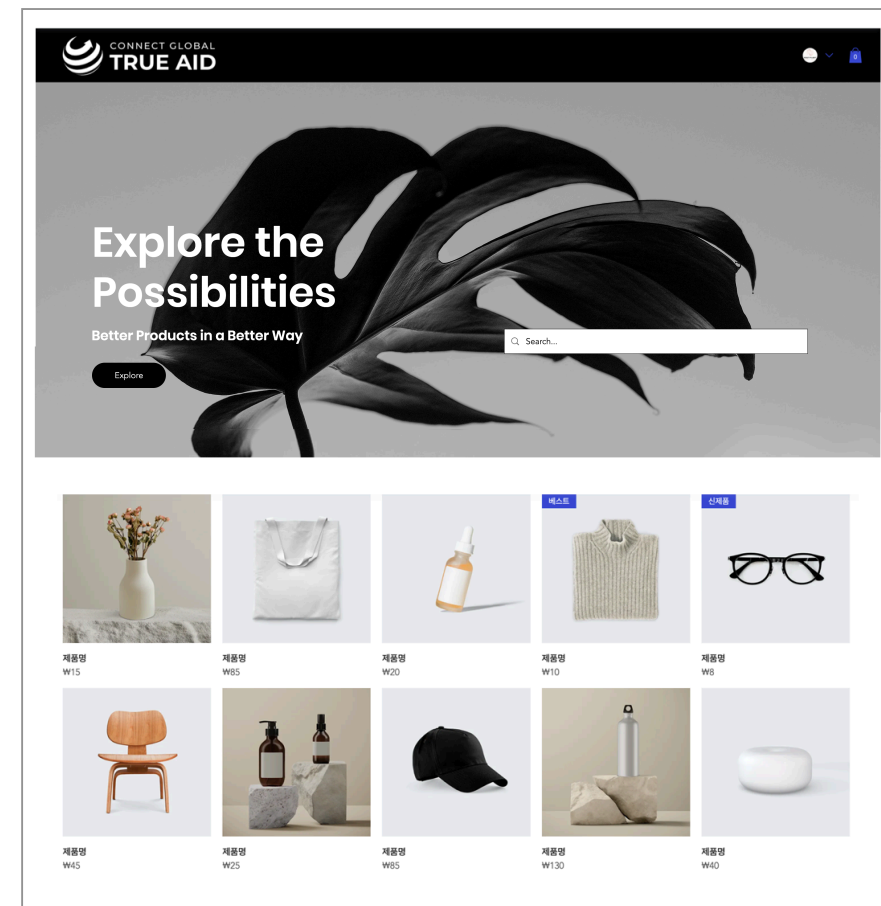 CONNECT GLOBAL
TRUE AID
0
Explore the
Possibilities
Better Products in a Better Way
Search...
Explore
베스트
신제품
제품명
₩15
제품명
₩85
제품명
₩20
제품명
₩10
제품명
₩8
제품명
₩45
제품명
₩25
제품명
₩85
제품명
₩130
제품명
₩40